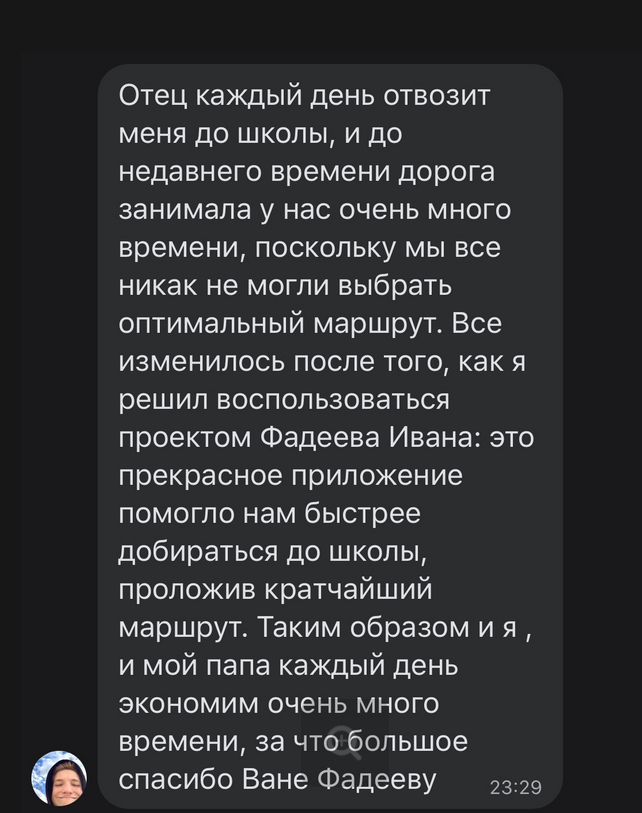 Отец каждый день отвозит
меня до школы, и до
недавнего времени дорога
занимала у нас очень много
времени, поскольку мы все
никак не могли выбрать
оптимальный маршрут. Все
изменилось после того, как я
решил воспользоваться
проектом Фадеева Ивана: это
прекрасное приложение
помогло нам быстрее
добираться до школы,
проложив кратчайший
маршрут. Таким образом и я ,
и мой папа каждый день
экономим очень много
времени, за что большое
спасибо Ване Фадееву
23:29